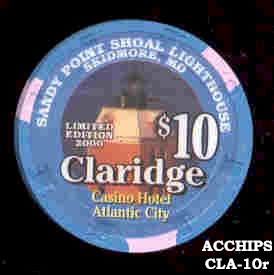 SANDY POINT SHOAL LIGHTHOUSE
SKIDMORE, MD
LIMITED
EDITION
2000
$10
Claridge
Casino Hotel
Atlantic City
ACCHIPS
CLA-10r